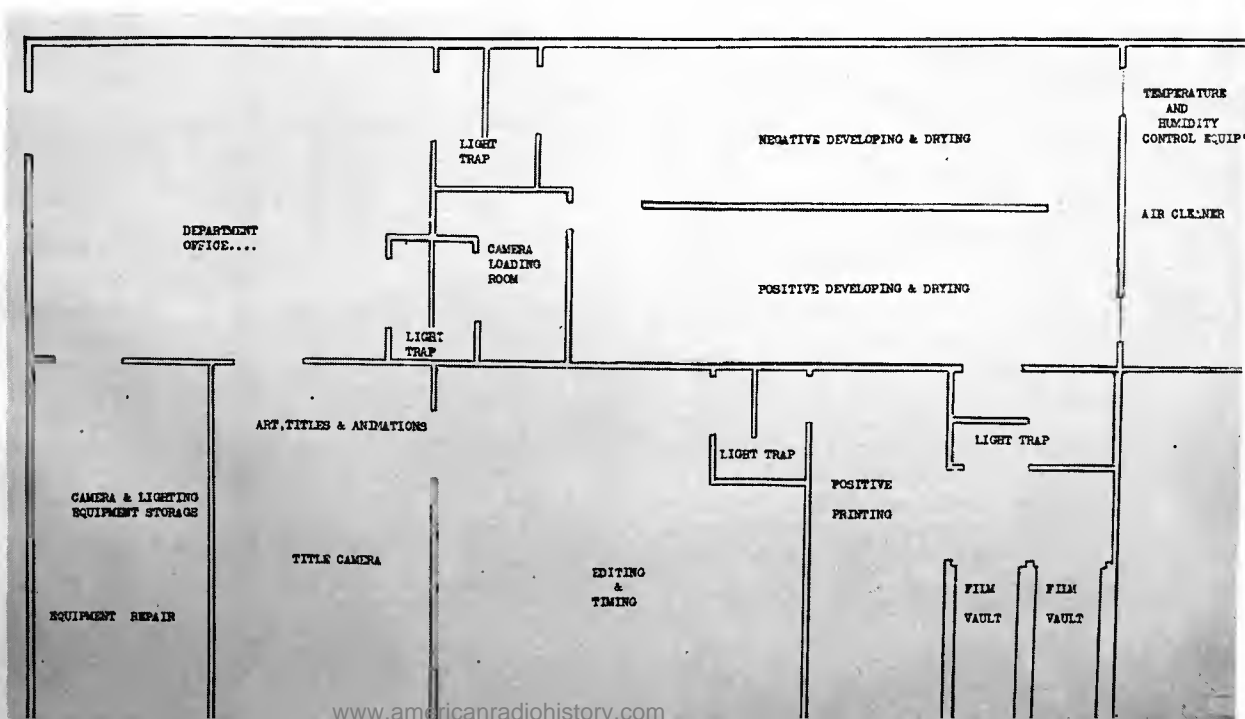 TEMPERATURE
AND
HUMIDITY
CONTROL EQUIP'
NEGATIVE DEVELOPING & DRYING
LIGHT
TRAP
AIR CLEANER
DEPARTMENT
OFFICE....
CAMERA
LOADING
ROOM
POSITIVE DEVELOPING & DRYING
LIGHT
TRAP
ART,TITLES & ANIMATIONS
LIGHT TRAP
LIGHT TRAP
CAMERA & LIGHTING
EQUIPMENT STORAGE
POSITIVE
PRINTING
TITLE CAMERA
EDITING
&
TIMING
FILM
VAULT
FILM
VAULT
EQUIPMENT REPAIR
www.americanradiohistory.com